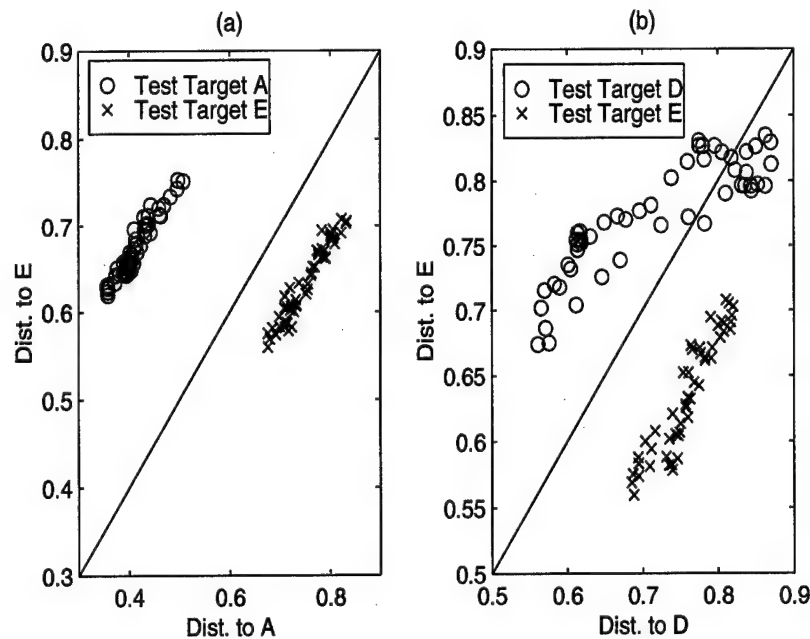 (a)
0.9
0.8
0.7
0.6
0.5
0.4
0.3
Dist. to E
Test Target A
Test Target E
0.4
0.6
0.8
Dist. to A
(b)
0.9
0.85
0.8
0.75
0.7
0.65
0.6
0.55
0.5
Dist. to E
Test Target D
Test Target E
0.5
0.6
0.7
0.8
0.9
Dist. to D